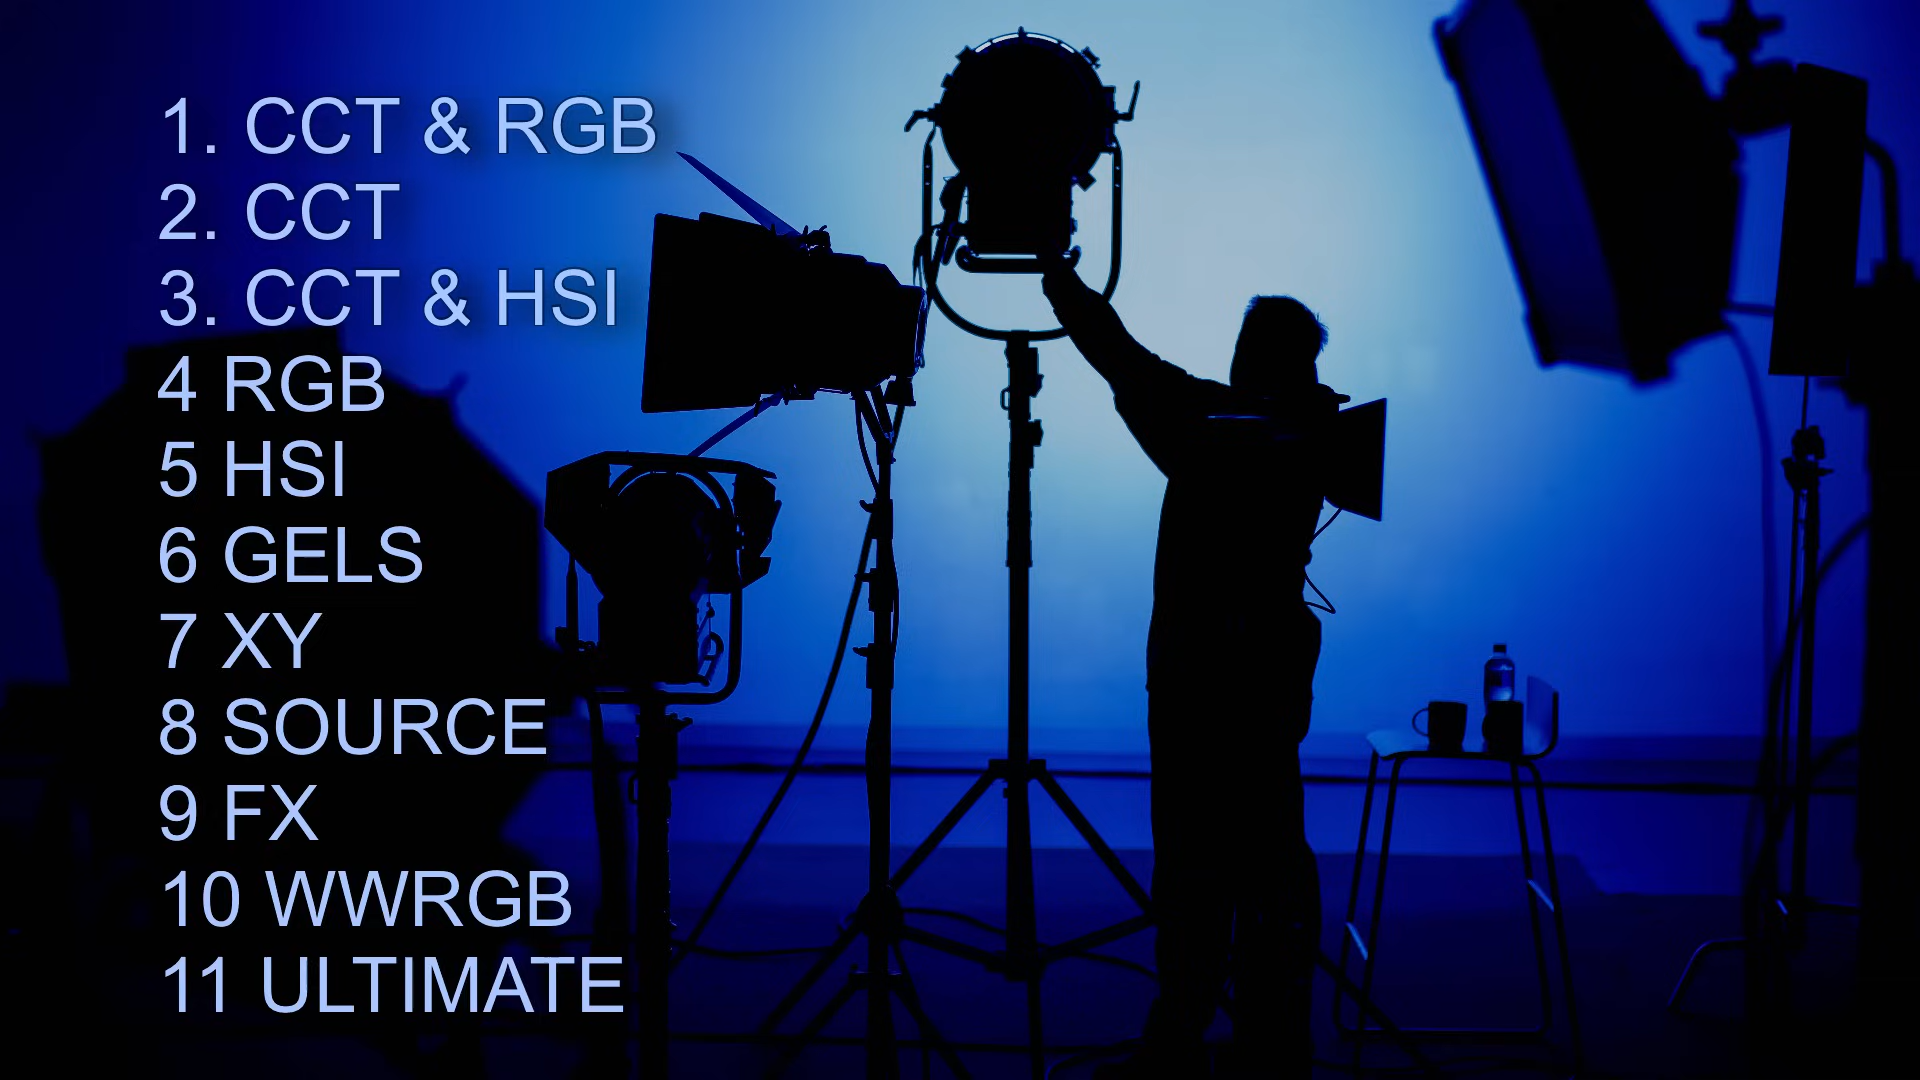 1. CCT & RGB
2. CCT
3. CCT & HSI
4 RGB
5 HSI
6 GELS
7 XY
8 SOURCE
9 FX
10 WWRGB
11 ULTIMATE